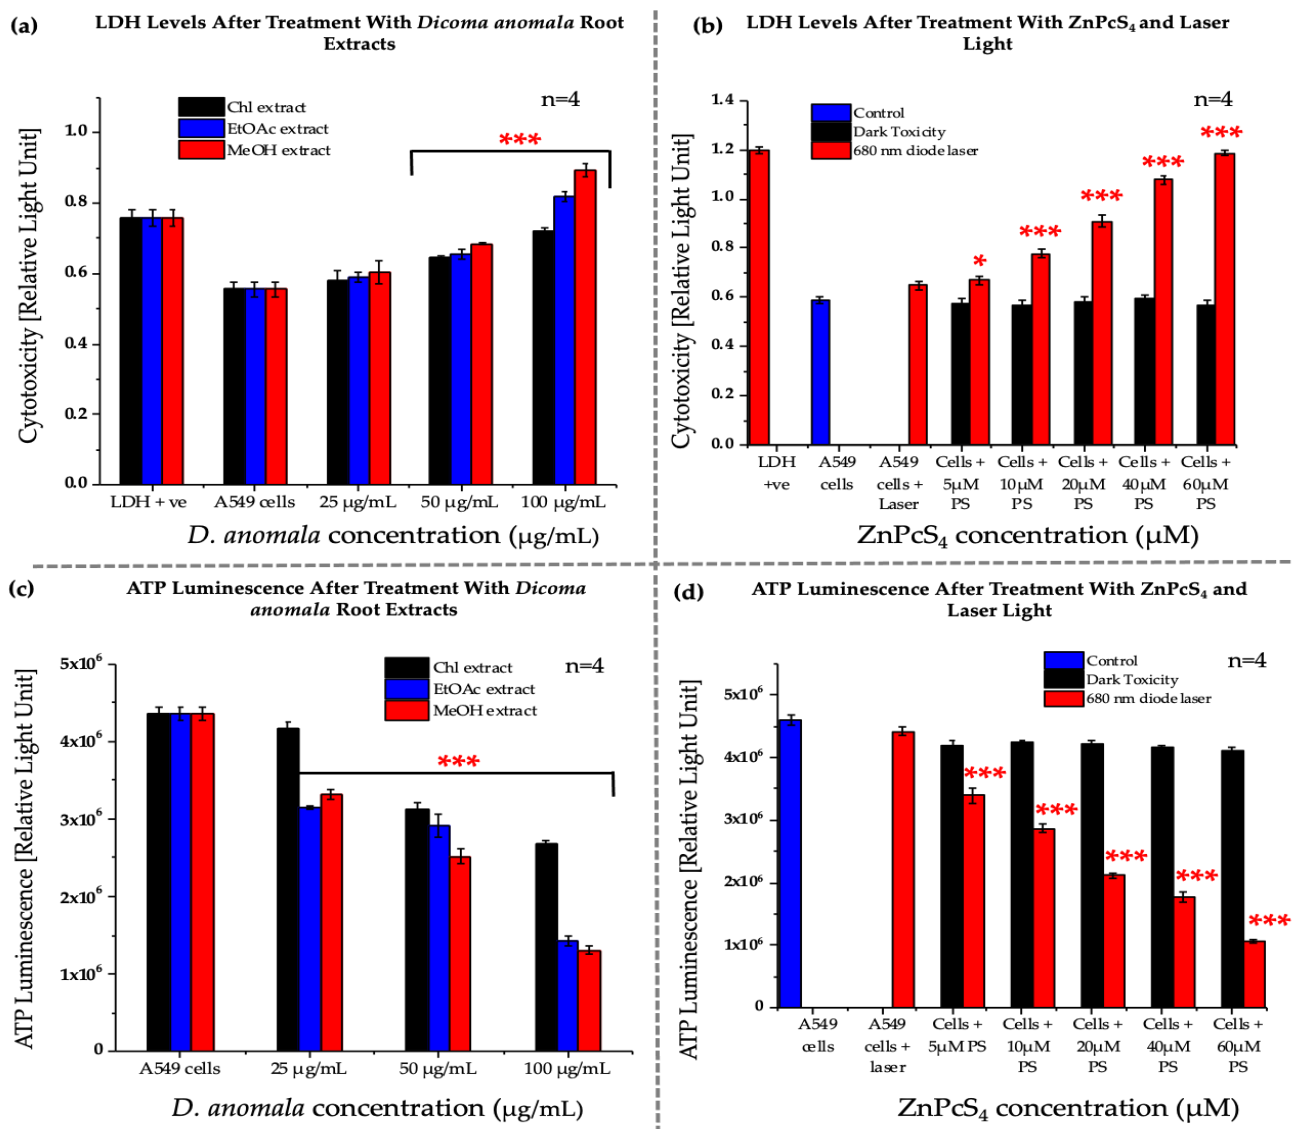 (a)
LDH Levels After Treatment With Dicoma anomala Root
Extracts
Chl extract
EtOAc extract
MeOH extract
n=4
***
Cytotoxicity [Relative Light Unit]
1.0
0.8
0.6
0.4
0.2
0.0
LDH + ve
A549 cells
25 µg/mL
50 µg/mL
100 µg/mL
D. anomala concentration (µg/mL)
(b)
LDH Levels After Treatment With ZnPcS4 and Laser
Light
Control
Dark Toxicity
680 nm diode laser
n=4
***
***
***
***
*
Cytotoxicity [Relative Light Unit]
1.4
1.2
1.0
0.8
0.6
0.4
0.2
0.0
LDH
+ve
A549
cells
A549
cells +
Laser
Cells +
5µM
PS
Cells +
10µM
PS
Cells +
20µM
PS
Cells +
40µM
PS
Cells +
60µM
PS
ZnPcS4 concentration (µM)
(c)
ATP Luminescence After Treatment With Dicoma
anomala Root Extracts
Chl extract
EtOAc extract
MeOH extract
n=4
***
ATP Luminescence [Relative Light Unit]
5x10⁶
4x10⁶
3x10⁶
2x10⁶
1x10⁶
0
A549 cells
25 µg/mL
50 µg/mL
100 µg/mL
D. anomala concentration (µg/mL)
(d)
ATP Luminescence After Treatment With ZnPcS4 and
Laser Light
Control
Dark Toxicity
680 nm diode laser
n=4
***
***
***
***
***
ATP Luminescence [Relative Light Unit]
5x10⁶
4x10⁶
3x10⁶
2x10⁶
1x10⁶
0
A549
cells
A549
cells +
laser
Cells +
5µM PS
Cells +
10µM
PS
Cells +
20µM
PS
Cells +
40µM
PS
Cells +
60µM
PS
ZnPcS4 concentration (µM)